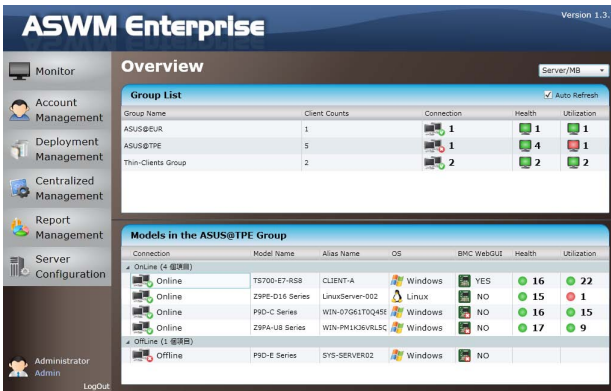 ASWM Enterprise
Version 1.3.
Monitor
Account Management
Deployment Management
Centralized Management
Report Management
Server Configuration
Administrator
Admin
LogOut
Overview
Server/MB
Group List
Auto Refresh
Group Name Client Counts Connection Health Utilization
ASUS@EUR 1 1 1 1
ASUS@TPE 5 1 4 1
Thin-Clients Group 2 2 2 2
Models in the ASUS@TPE Group
Connection Model Name Alias Name OS BMC WebGUI Health Utilization
OnLine (4 個項目)
Online TS700-E7-RS8 CLIENT-A Windows YES 16 22
Online Z9PE-D16 Series LinuxServer-002 Linux NO 15 1
Online P9D-C Series WIN-07G61T0Q45E Windows NO 16 15
Online Z9PA-U8 Series WIN-PM1KJ6VRL5C Windows NO 17 9
OffLine (1 個項目)
Offline P9D-E Series SYS-SERVER02 Windows NO